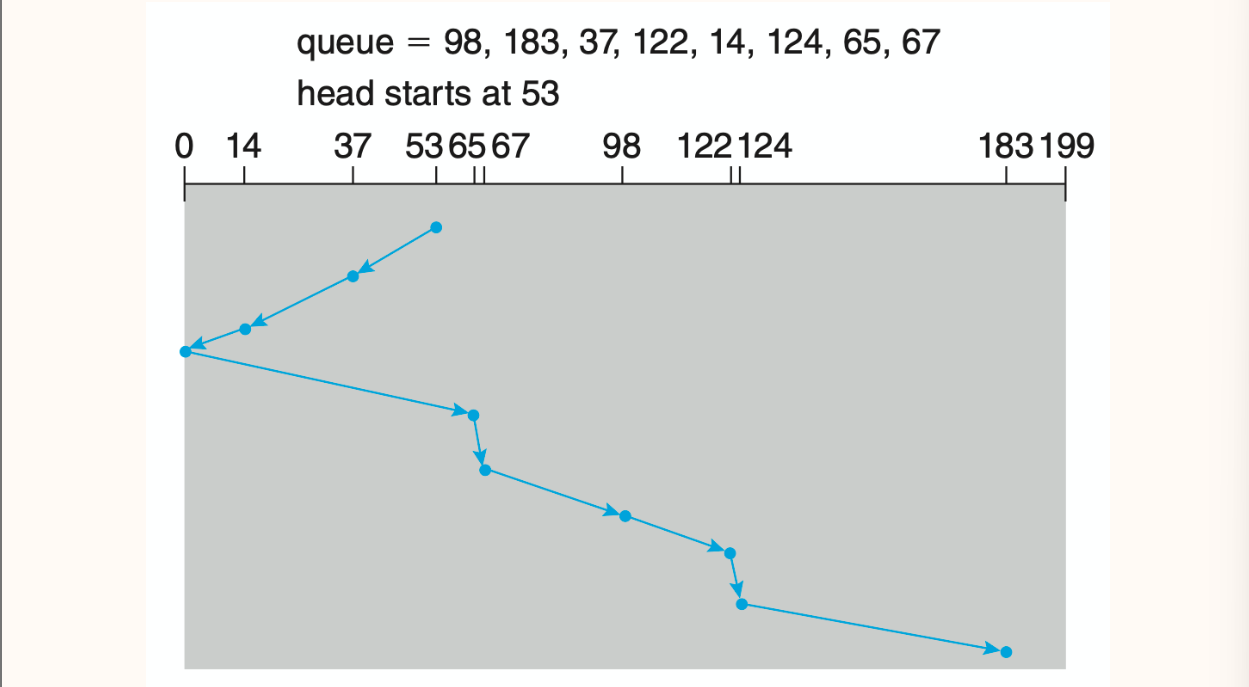 queue = 98, 183, 37, 122, 14, 124, 65, 67
head starts at 53
0 14 37 53 65 67 98 122 124 183 199